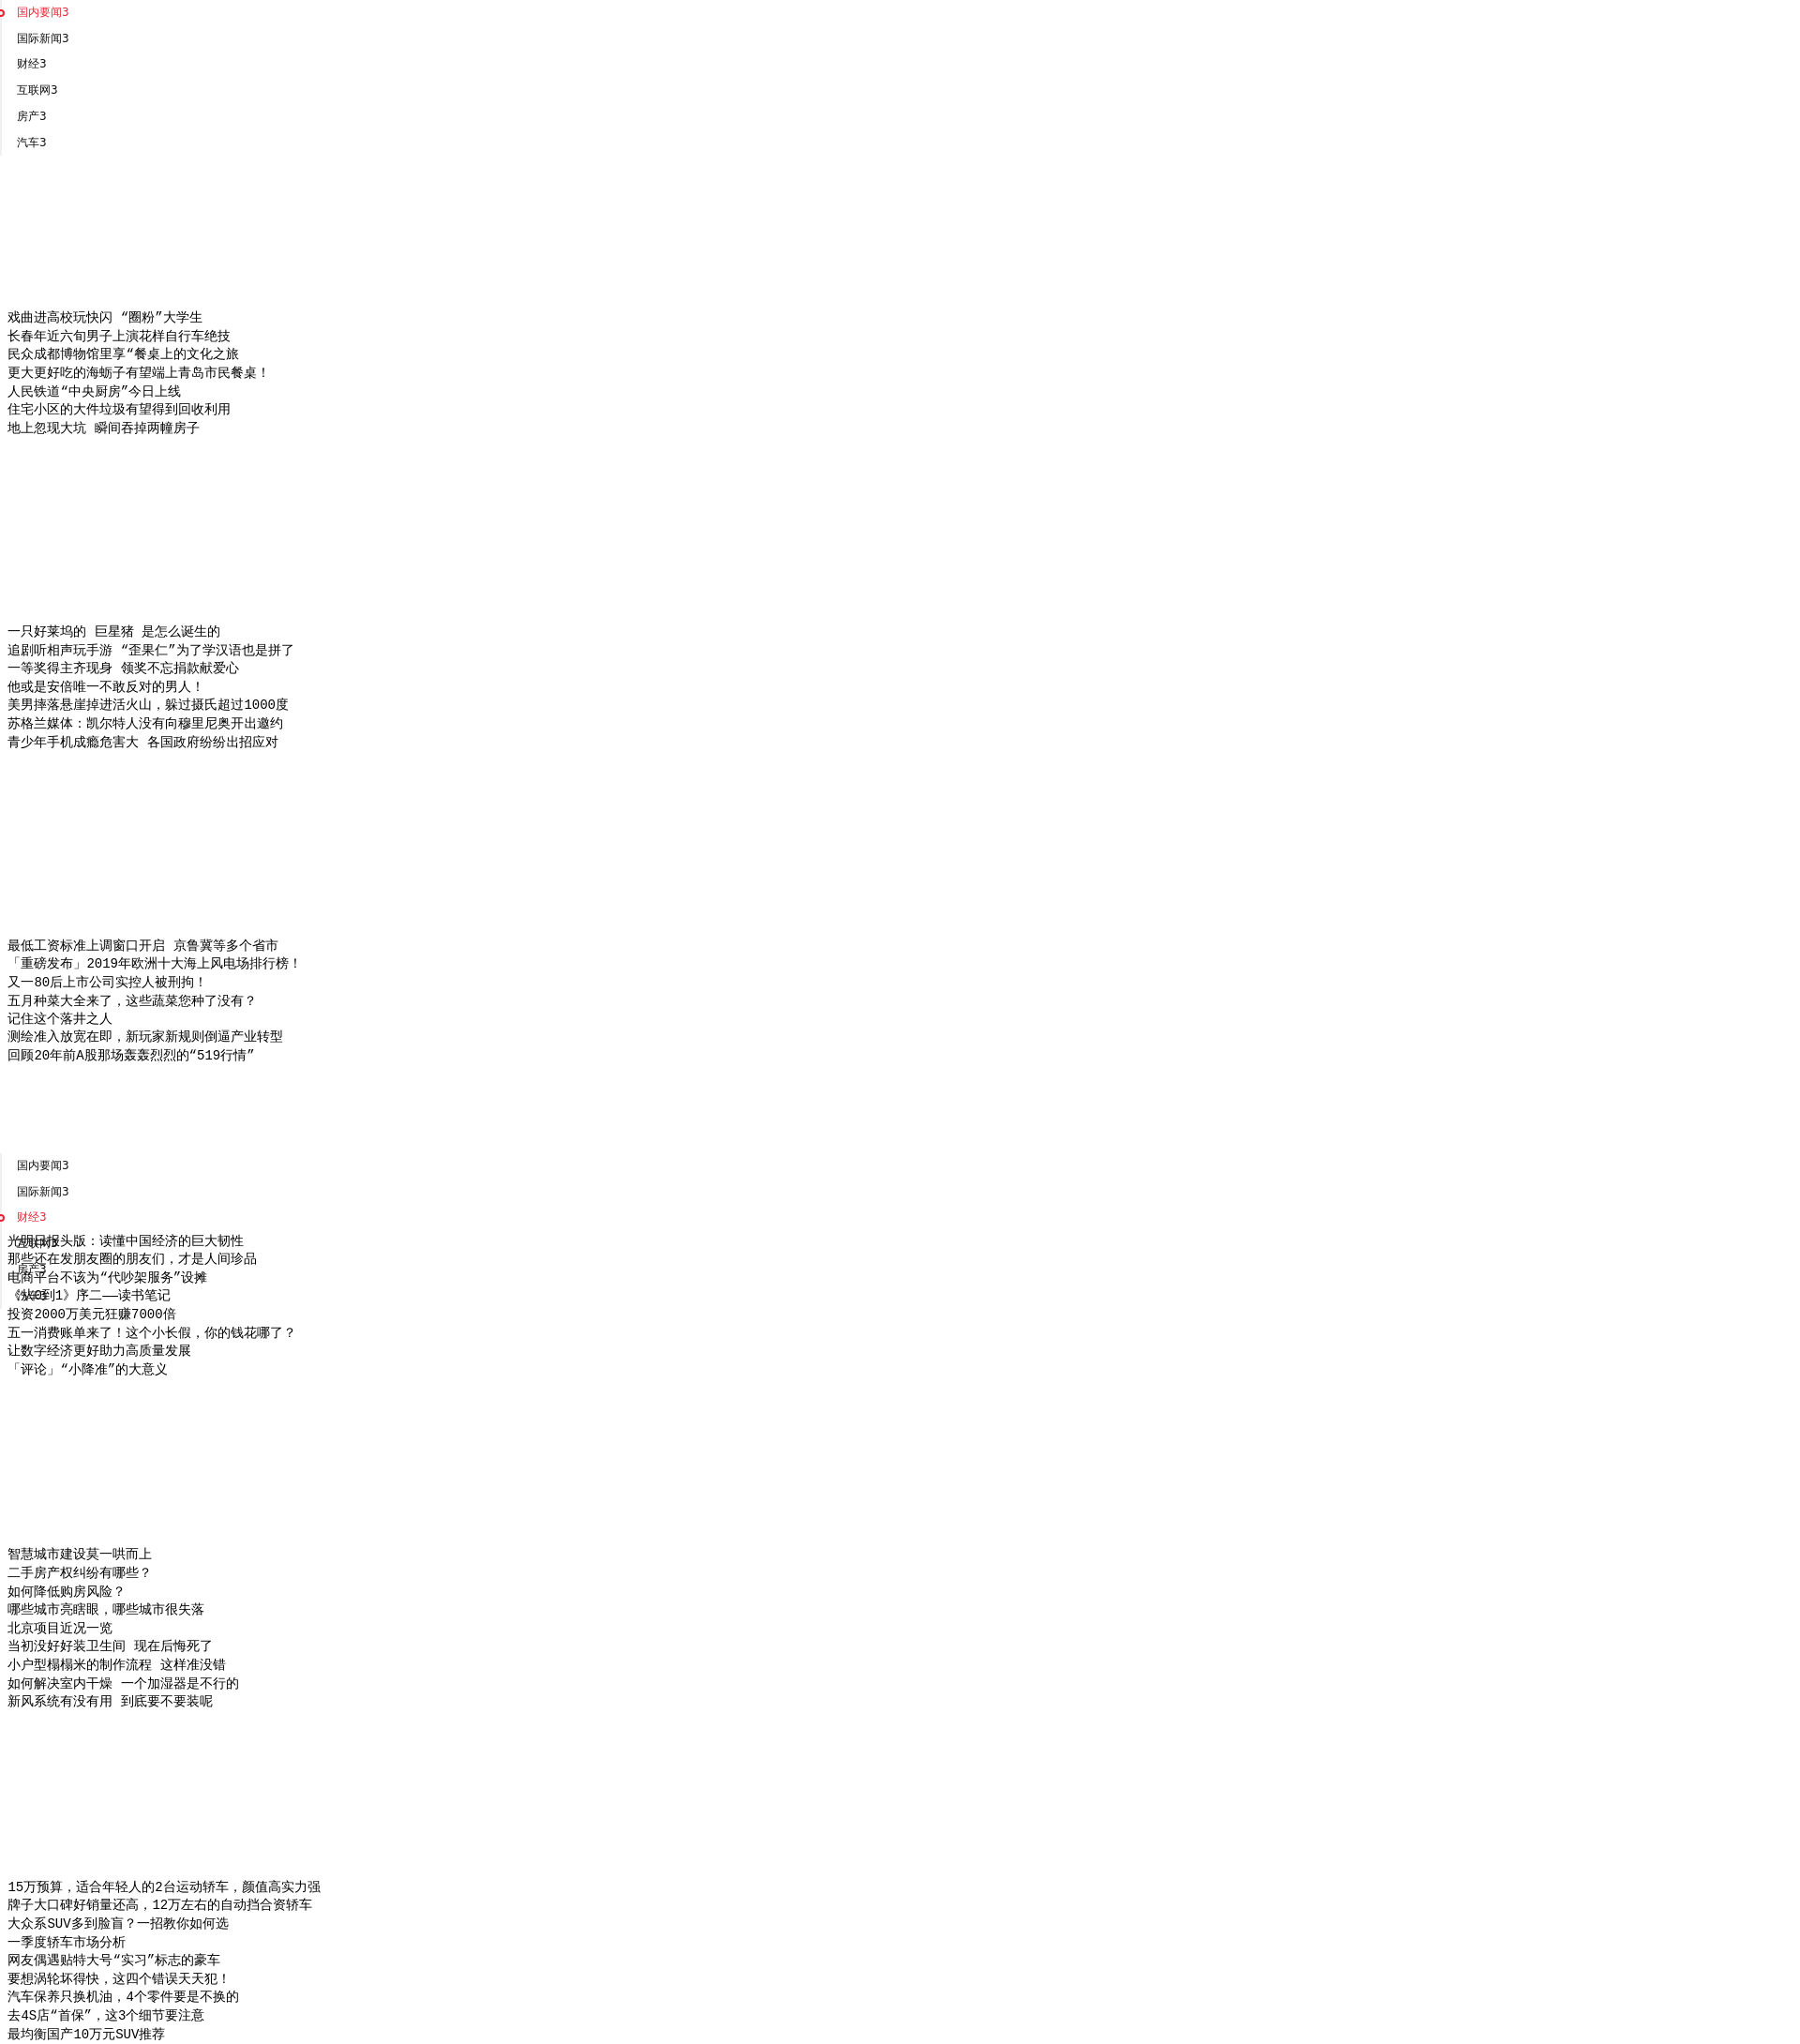 国内要闻3
国际新闻3
财经3
互联网3
房产3
汽车3
戏曲进高校玩快闪 “圈粉”大学生
长春年近六旬男子上演花样自行车绝技
民众成都博物馆里享“餐桌上的文化之旅
更大更好吃的海蛎子有望端上青岛市民餐桌！
人民铁道“中央厨房”今日上线
住宅小区的大件垃圾有望得到回收利用
地上忽现大坑 瞬间吞掉两幢房子
一只好莱坞的 巨星猪 是怎么诞生的
追剧听相声玩手游 “歪果仁”为了学汉语也是拼了
一等奖得主齐现身 领奖不忘捐款献爱心
他或是安倍唯一不敢反对的男人！
美男摔落悬崖掉进活火山，躲过摄氏超过1000度
苏格兰媒体：凯尔特人没有向穆里尼奥开出邀约
青少年手机成瘾危害大 各国政府纷纷出招应对
最低工资标准上调窗口开启 京鲁冀等多个省市
「重磅发布」2019年欧洲十大海上风电场排行榜！
又一80后上市公司实控人被刑拘！
五月种菜大全来了，这些蔬菜您种了没有？
记住这个落井之人
测绘准入放宽在即，新玩家新规则倒逼产业转型
回顾20年前A股那场轰轰烈烈的“519行情”
国内要闻3
国际新闻3
财经3
光明日报头版：读懂中国经济的巨大韧性
互联网3
那些还在发朋友圈的朋友们，才是人间珍品
房产3
电商平台不该为“代吵架服务”设摊
《从0到1》序二——读书笔记
汽车3
投资2000万美元狂赚7000倍
五一消费账单来了！这个小长假，你的钱花哪了？
让数字经济更好助力高质量发展
「评论」“小降准”的大意义
智慧城市建设莫一哄而上
二手房产权纠纷有哪些？
如何降低购房风险？
哪些城市亮瞎眼，哪些城市很失落
北京项目近况一览
当初没好好装卫生间 现在后悔死了
小户型榻榻米的制作流程 这样准没错
如何解决室内干燥 一个加湿器是不行的
新风系统有没有用 到底要不要装呢
15万预算，适合年轻人的2台运动轿车，颜值高实力强
牌子大口碑好销量还高，12万左右的自动挡合资轿车
大众系SUV多到脸盲？一招教你如何选
一季度轿车市场分析
网友偶遇贴特大号“实习”标志的豪车
要想涡轮坏得快，这四个错误天天犯！
汽车保养只换机油，4个零件要是不换的
去4S店“首保”，这3个细节要注意
最均衡国产10万元SUV推荐